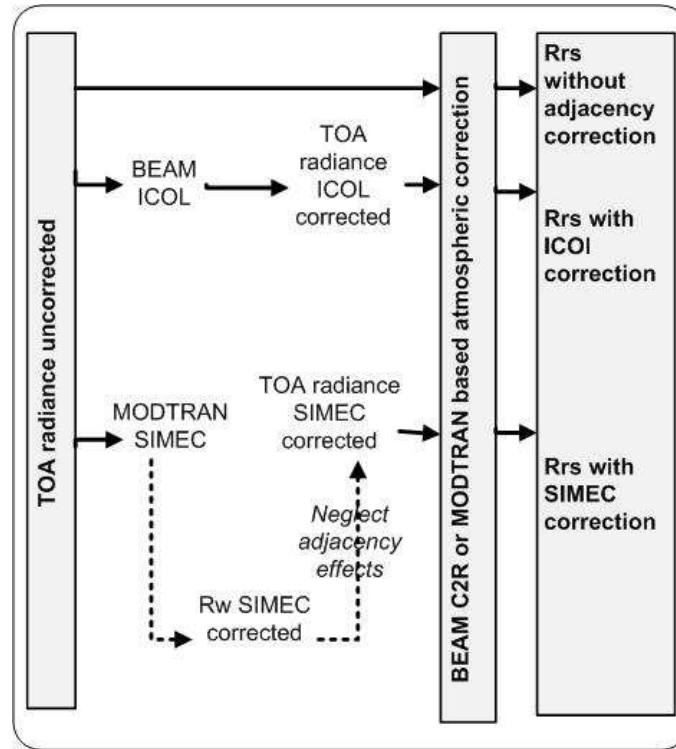 TOA radiance uncorrected
BEAM
ICOL
TOA
radiance
ICOL
corrected
MODTRAN
SIMEC
TOA radiance
SIMEC
corrected
Neglect
adjacency
effects
Rw SIMEC
corrected
BEAM C2R or MODTRAN based atmospheric correction
Rrs
without
adjacency
correction
Rrs with
ICOl
correction
Rrs with
SIMEC
correction